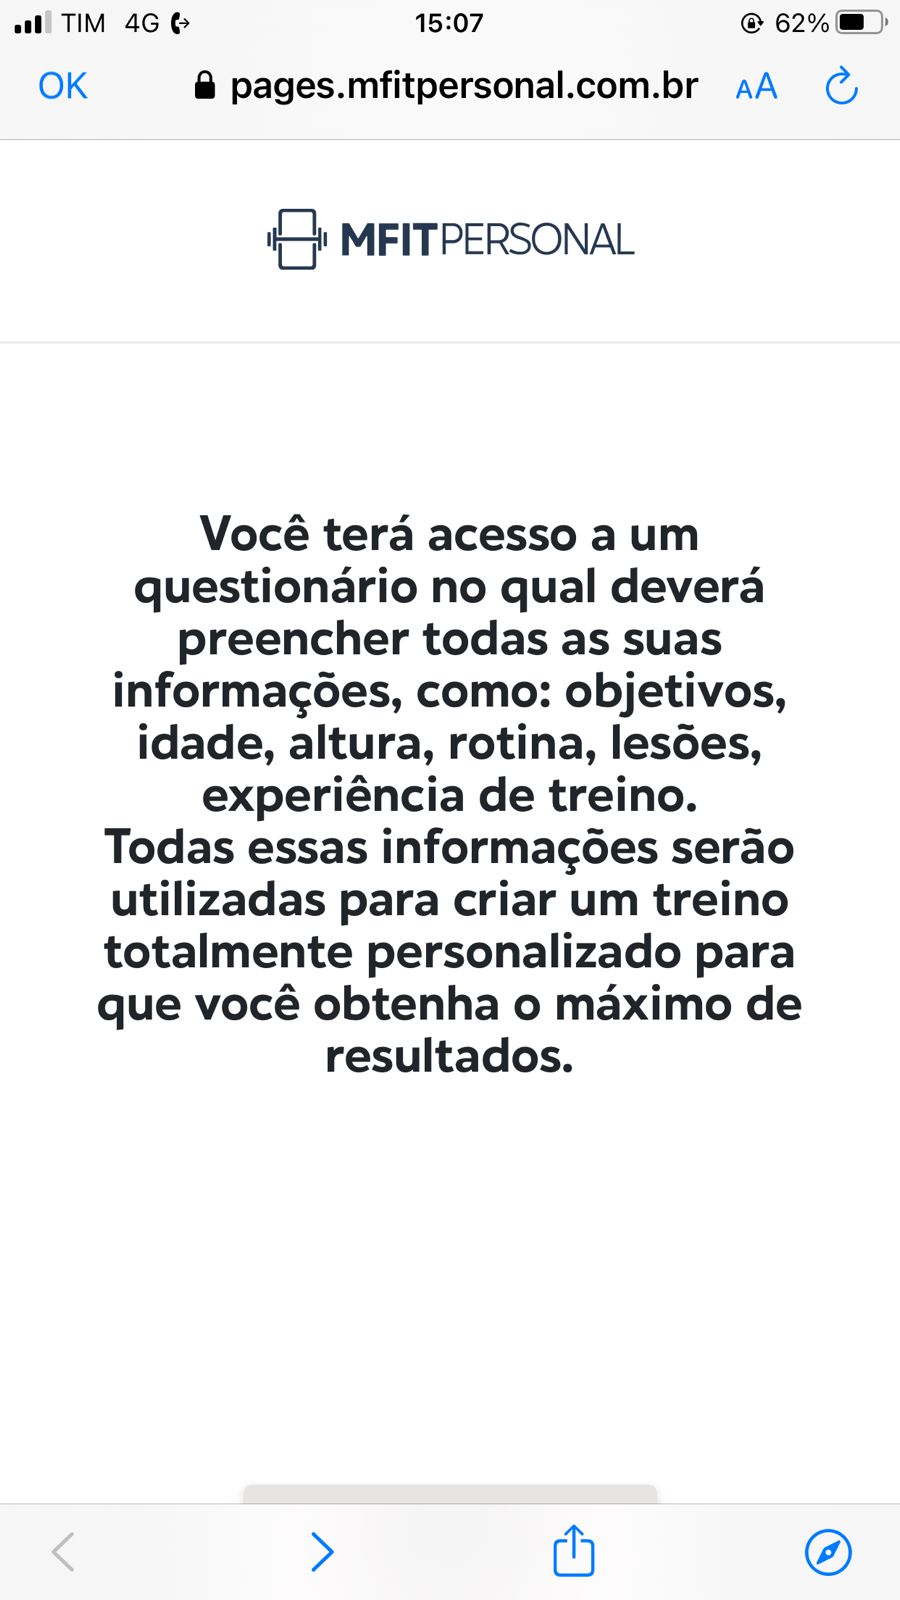 TIM 4G 15:07 62%
OK pages.mfitpersonal.com.br AA
MFITPERSONAL
Você terá acesso a um
questionário no qual deverá
preencher todas as suas
informações, como: objetivos,
idade, altura, rotina, lesões,
experiência de treino.
Todas essas informações serão
utilizadas para criar um treino
totalmente personalizado para
que você obtenha o máximo de
resultados.